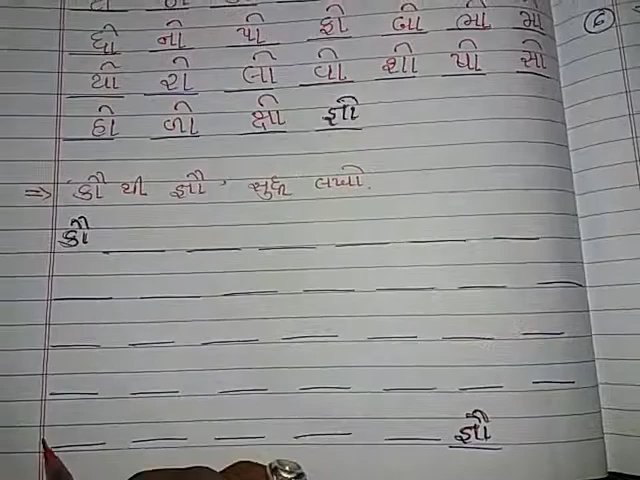 ધો નો પો ફો બો ભો મો
યો રો લો વો શો ષો સો
હો ળો ક્ષો જ્ઞો
⇒ 'કૌ થી જ્ઞૌ' સુધી લખો.
કૌ
જ્ઞૌ
6